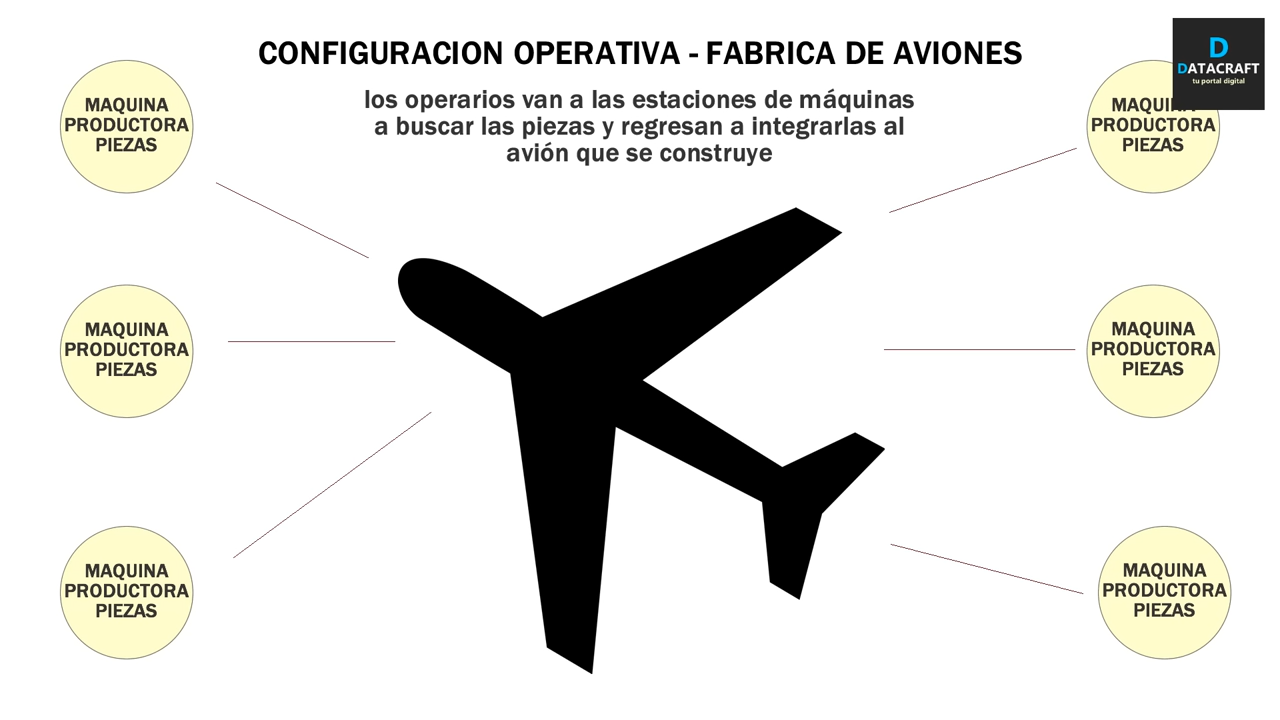 CONFIGURACION OPERATIVA - FABRICA DE AVIONES
los operarios van a las estaciones de máquinas
a buscar las piezas y regresan a integrarlas al
avión que se construye
D
DATACRAFT
tu portal digital
MAQUINA
PRODUCTORA
PIEZAS
MAQUINA
PRODUCTORA
PIEZAS
MAQUINA
PRODUCTORA
PIEZAS
MAQUINA
PRODUCTORA
PIEZAS
MAQUINA
PRODUCTORA
PIEZAS
MAQUINA
PRODUCTORA
PIEZAS